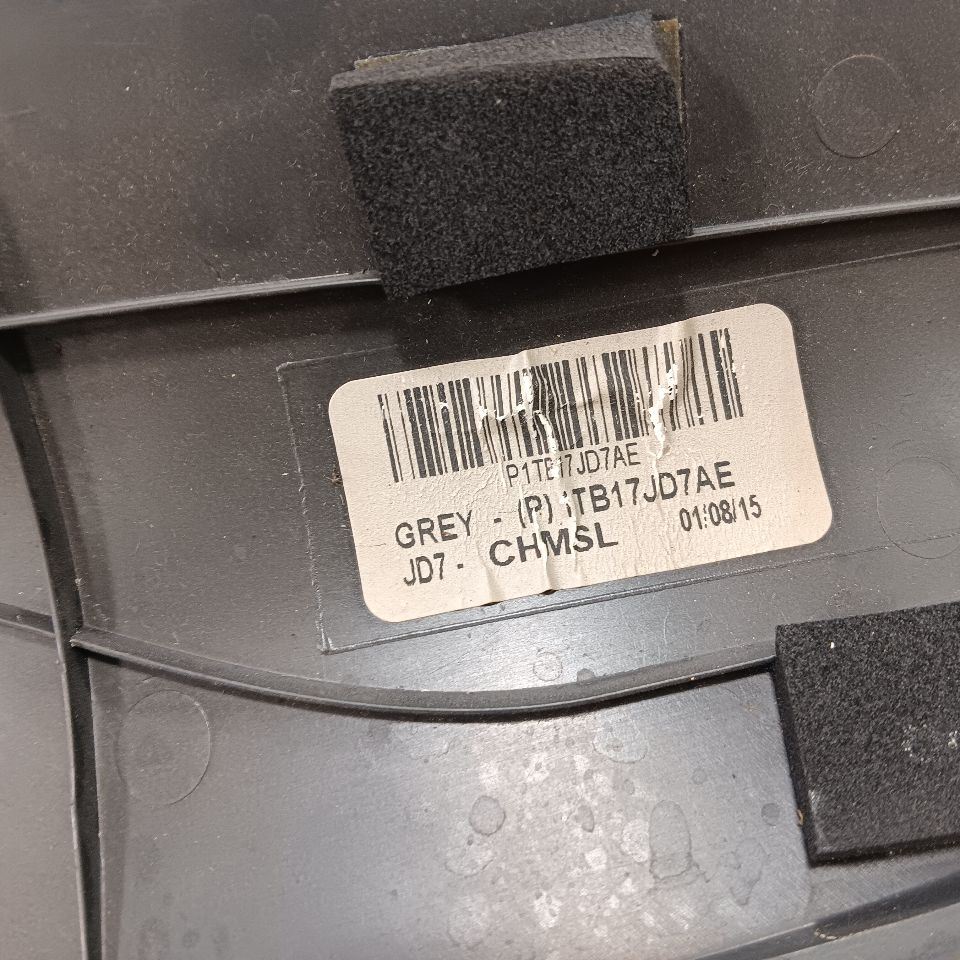 P1TB17JD7AE
GREY - (P) 1TB17JD7AE
JD7 - CHMSL 01:08/15